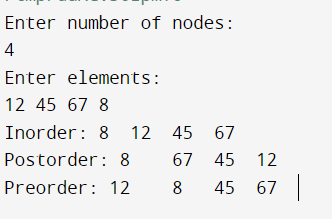 Enter number of nodes:
4
Enter elements:
12 45 67 8
Inorder: 8 12 45 67
Postorder: 8 67 45 12
Preorder: 12 8 45 67